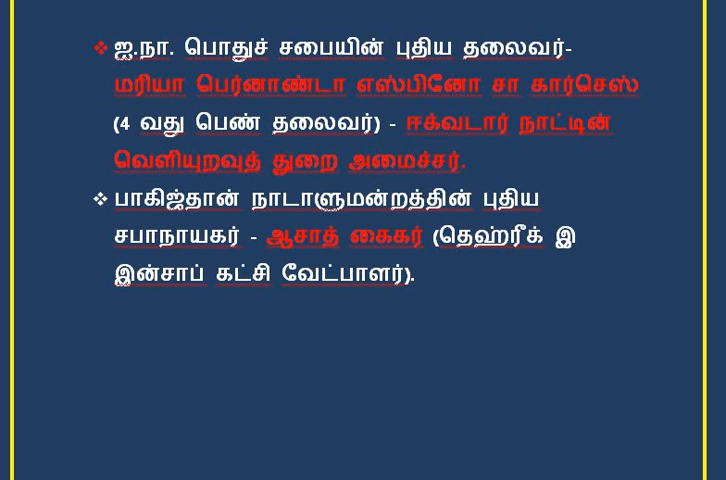 ❖ ஐ.நா. பொதுச் சபையின் புதிய தலைவர்-
மரியா பெர்னாண்டா எஸ்பினோ சா கார்செஸ்
(4 வது பெண் தலைவர்) - ஈக்வடார் நாட்டின்
வெளியுறவுத் துறை அமைச்சர்.
❖ பாகிஜ்தான் நாடாளுமன்றத்தின் புதிய
சபாநாயகர் - ஆசாத் கைகர் (தெஹ்ரீக் இ
இன்சாப் கட்சி வேட்பாளர்).